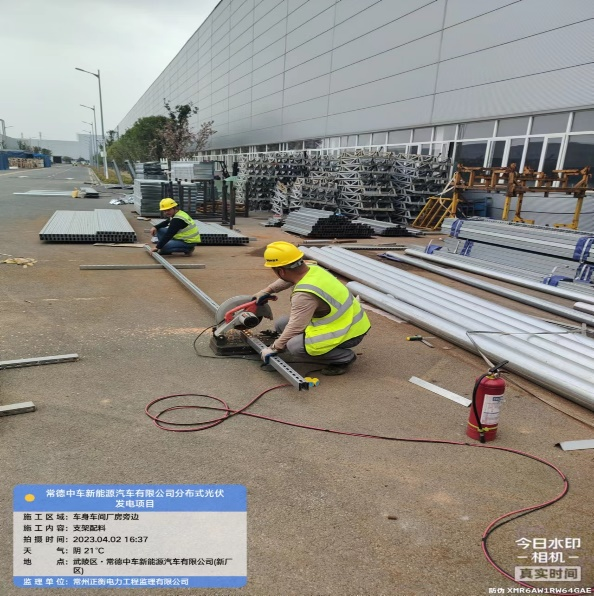 常德中车新能源汽车有限公司分布式光伏
发电项目
施工区域：车身车间厂房旁边
施工内容：支架配料
拍摄时间：2023.04.02 16:37
天 气：阴 21℃
地 点：武陵区·常德中车新能源汽车有限公司(新厂
区)
监理单位：常州正衡电力工程监理有限公司
今日水印
-相机-
真实时间
防伪 XMR6AW1RW64GAE